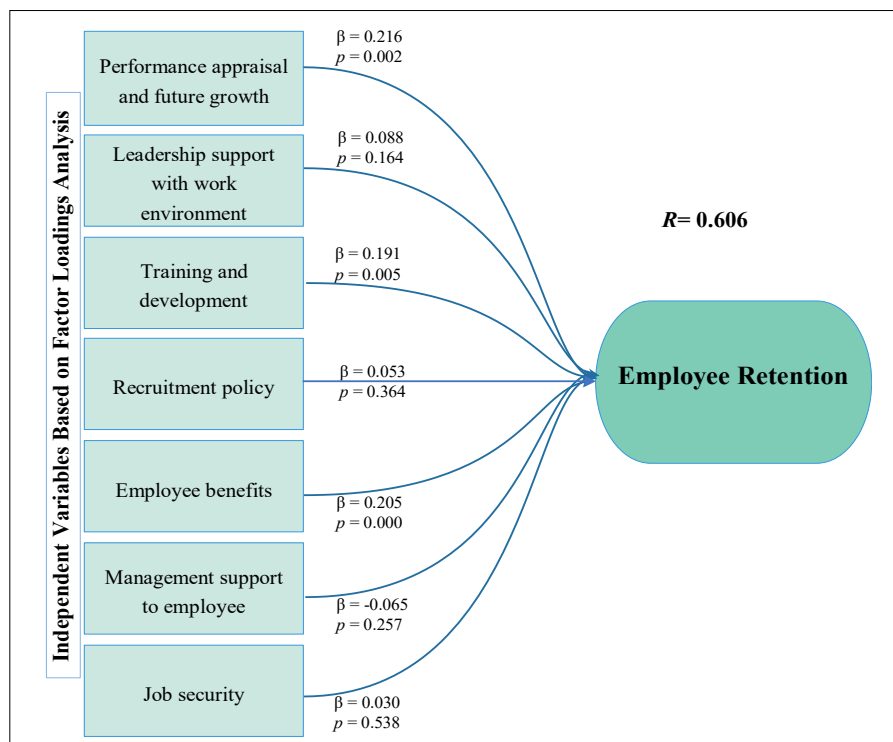 Independent Variables Based on Factor Loadings Analysis
Performance appraisal
and future growth
β = 0.216
p = 0.002
Leadership support
with work
environment
β = 0.088
p = 0.164
Training and
development
β = 0.191
p = 0.005
Recruitment policy
β = 0.053
p = 0.364
Employee benefits
β = 0.205
p = 0.000
Management support
to employee
β = -0.065
p = 0.257
Job security
β = 0.030
p = 0.538
R= 0.606
Employee Retention